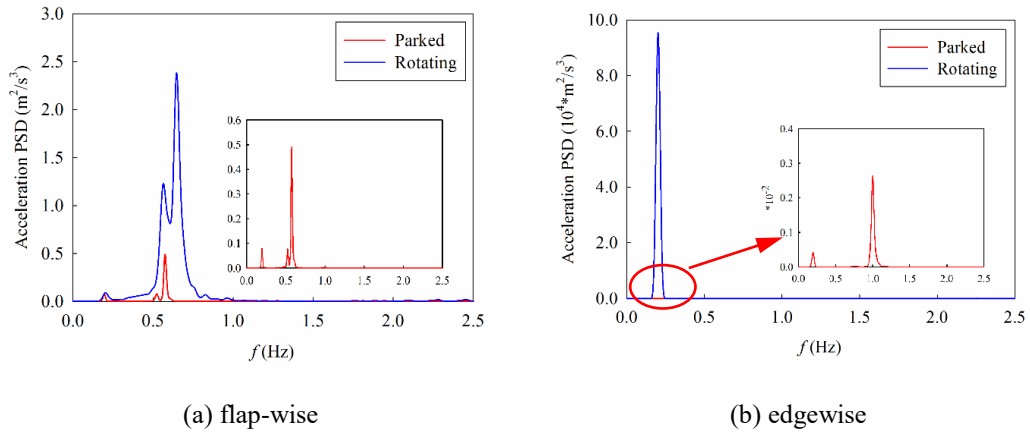 3.0
2.5
2.0
1.5
1.0
0.5
0.0
Acceleration PSD (m²/s³)
Parked
Rotating
0.6
0.5
0.4
0.3
0.2
0.1
0.0
0.0 0.5 1.0 1.5 2.0 2.5
0.0 0.5 1.0 1.5 2.0 2.5
f (Hz)
(a) flap-wise
10.0
8.0
6.0
4.0
2.0
0.0
Acceleration PSD (10⁴*m²/s³)
Parked
Rotating
0.4
0.3
0.2
0.1
0.0
*10⁻²
0.0 0.5 1.0 1.5 2.0 2.5
0.0 0.5 1.0 1.5 2.0 2.5
f (Hz)
(b) edgewise